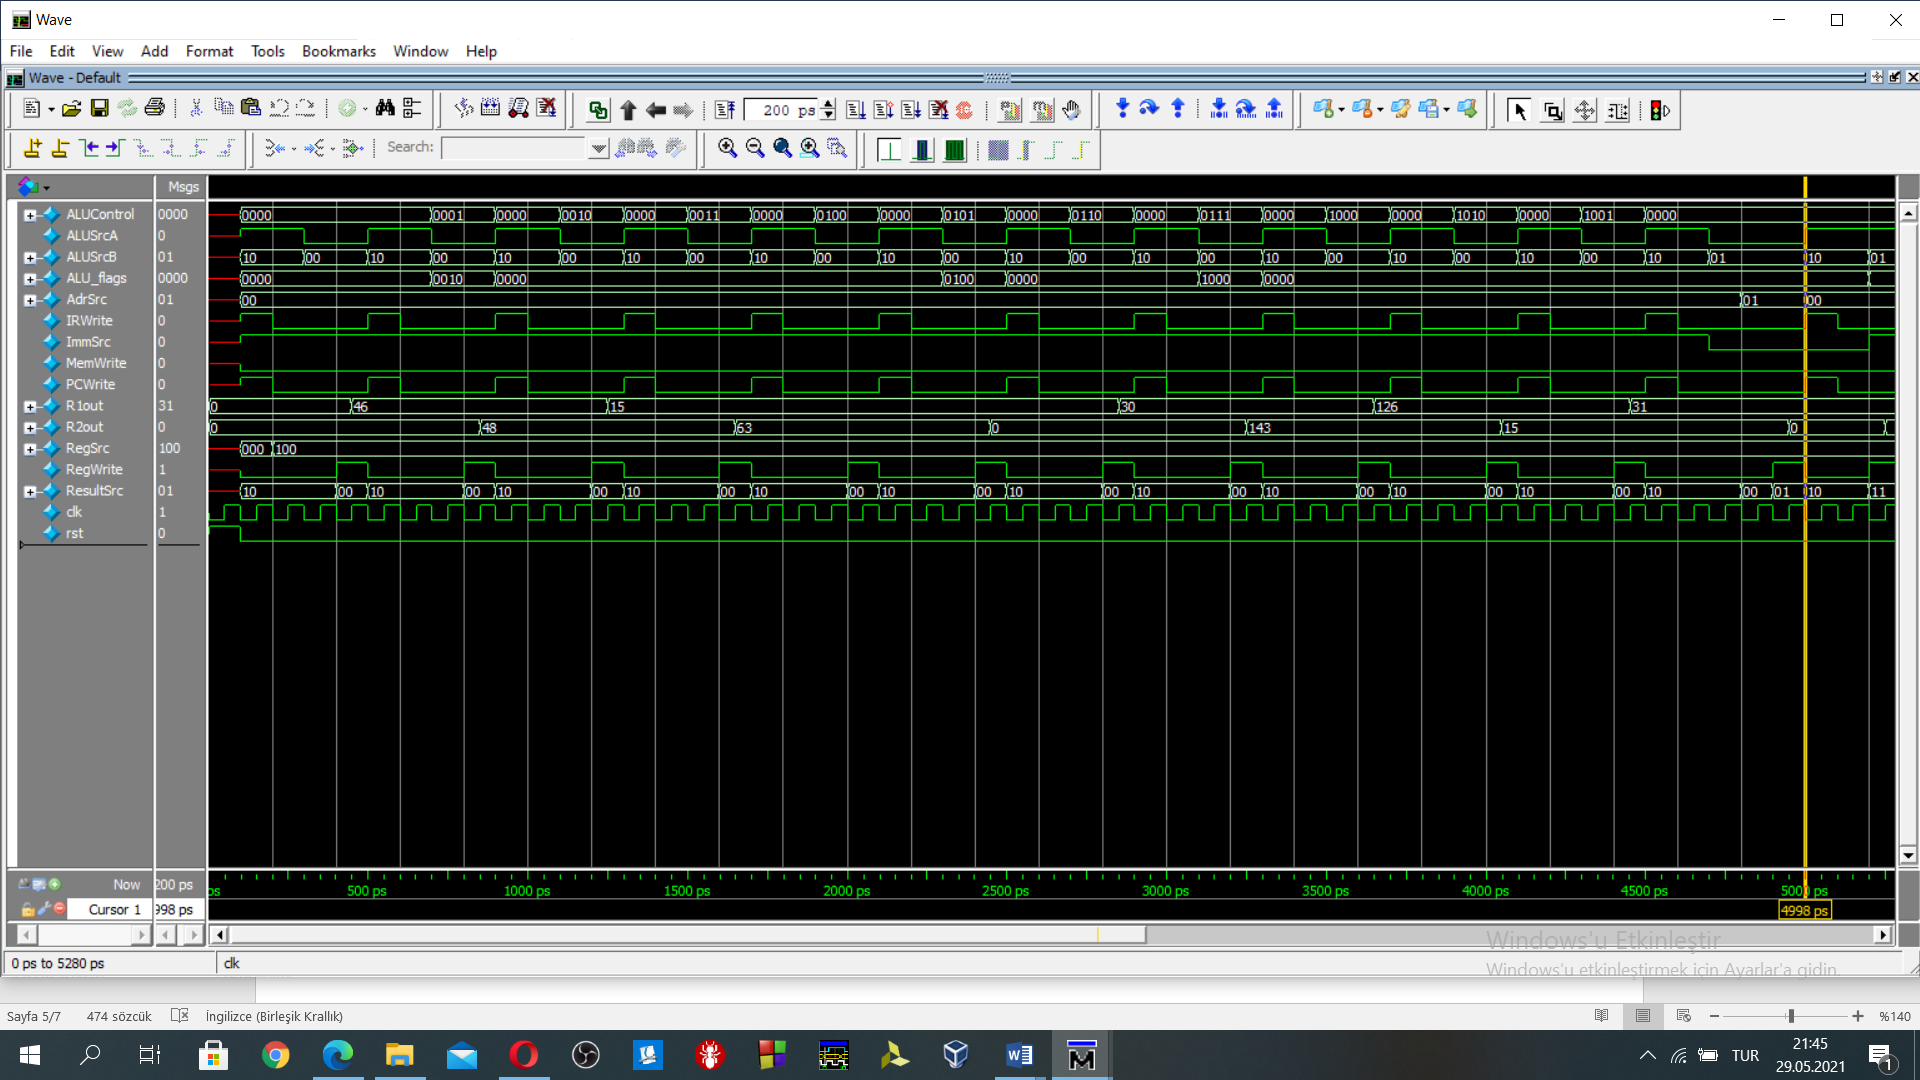 Wave
File Edit View Add Format Tools Bookmarks Window Help
Wave - Default
200 ps
Search:
Msgs
ALUControl 0000 0000 0001 0000 0010 0000 0011 0000 0100 0000 0101 0000 0110 0000 0111 0000 1000 0000 1010 0000 1001 0000
ALUSrcA 0
ALUSrcB 01 10 00 10 00 10 00 10 00 10 00 10 00 10 00 10 00 10 00 10 00 10 00 10 01 10 01
ALU_flags 0000 0000 0010 0000 0100 0000 1000 0000
AdrSrc 01 00 01 00
IRWrite 0
ImmSrc 0
MemWrite 0
PCWrite 0
R1out 31 0 46 15 30 126 31
R2out 0 0 48 63 0 143 15 0
RegSrc 100 000 100
RegWrite 1
ResultSrc 01 10 00 10 00 10 00 10 00 10 00 10 00 10 00 10 00 10 00 10 00 10 00 10 00 01 10 11
clk 1
rst 0
Now 200 ps ps 500 ps 1000 ps 1500 ps 2000 ps 2500 ps 3000 ps 3500 ps 4000 ps 4500 ps 5000 ps
Cursor 1 998 ps 4998 ps
Windows'u Etkinleştir
0 ps to 5280 ps clk
Windows'u etkinleştirmek için Ayarlar'a gidin.
Sayfa 5/7 474 sözcük İngilizce (Birleşik Krallık) %140
TUR 21:45
29.05.2021 1